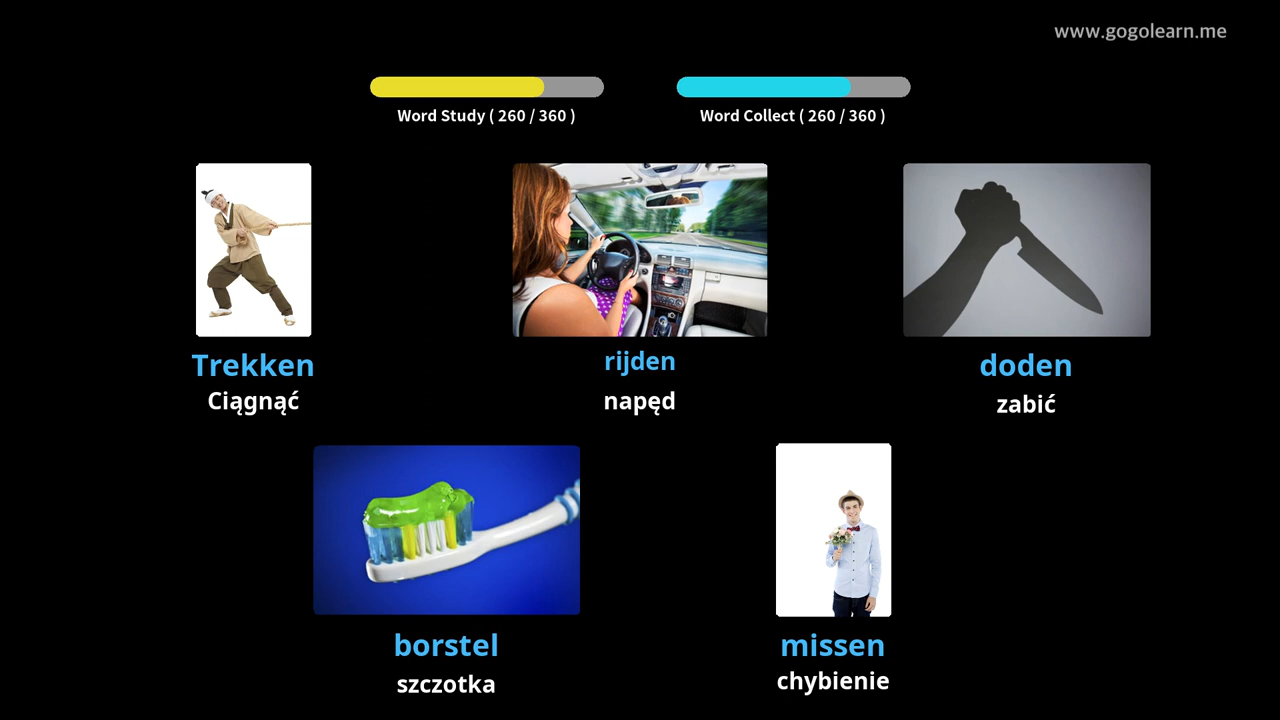 www.gogolearn.me
Word Study ( 260 / 360 )
Word Collect ( 260 / 360 )
Trekken
Ciągnąć
rijden
napęd
doden
zabić
borstel
szczotka
missen
chybienie